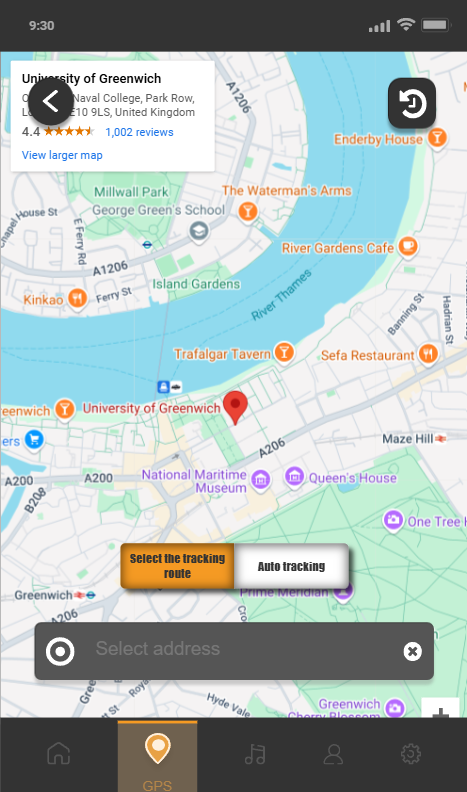 9:30
University of Greenwich
Naval College, Park Row,
E10 9LS, United Kingdom
4.4 1,002 reviews
View larger map
A1206
Enderby House
Millwall Park
The Waterman's Arms
George Green's School
Chapel House St
E Ferry Rd
River Gardens Cafe
A1206
Ferry St
Island Gardens
Kinkao
River Thames
Banning St
Hadrian St
Trafalgar Tavern
Sefa Restaurant
University of Greenwich
eenwich
ers
A206
Maze Hill
A200
A200
National Maritime
Museum
Queen's House
B208
One Tree H
Select the tracking
route
Auto tracking
Prime Meridian
Greenwich
A206
Select address
Hyde Vale
Greenwich
Cherry Blossom
GPS